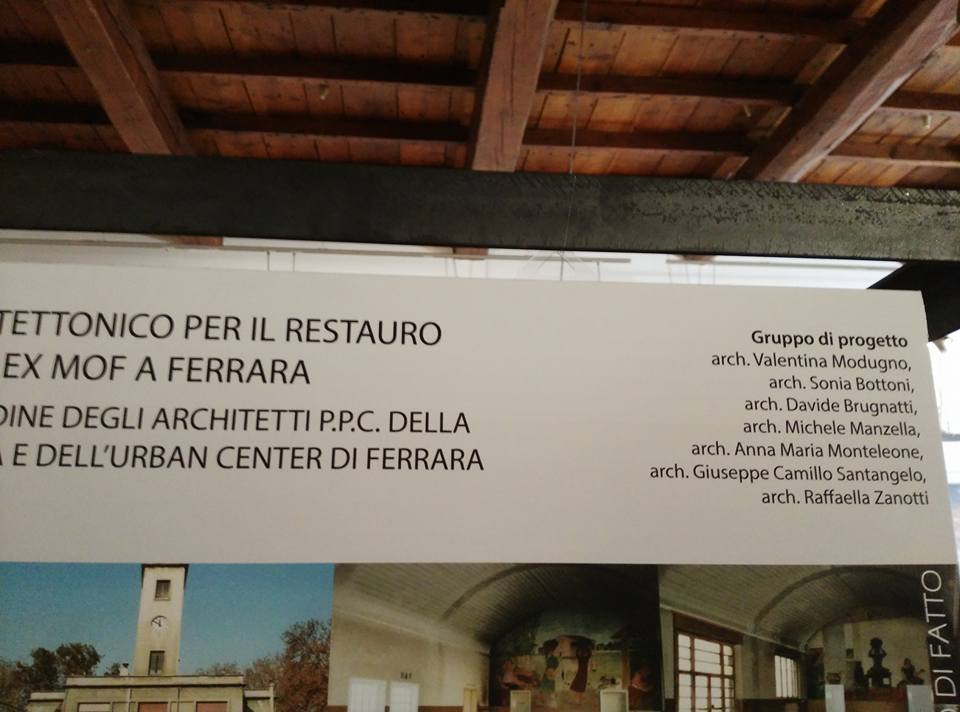 TETTONICO PER IL RESTAURO
EX MOF A FERRARA
DINE DEGLI ARCHITETTI P.P.C. DELLA
A E DELL'URBAN CENTER DI FERRARA
Gruppo di progetto
arch. Valentina Modugno,
arch. Sonia Bottoni,
arch. Davide Brugnatti,
arch. Michele Manzella,
arch. Anna Maria Monteleone,
arch. Giuseppe Camillo Santangelo,
arch. Raffaella Zanotti
O DI FATTO